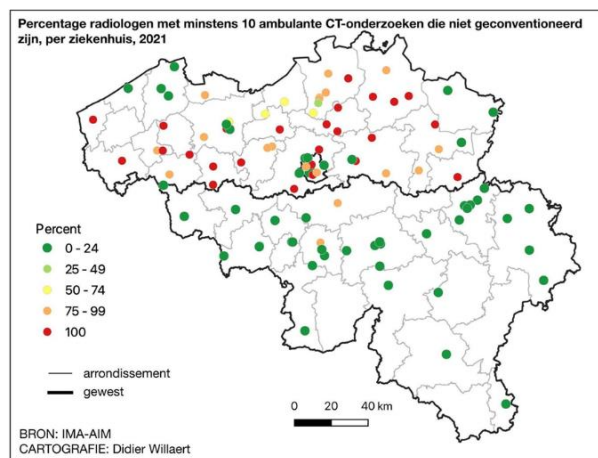 Percentage radiologen met minstens 10 ambulante CT-onderzoeken die niet geconventioneerd
zijn, per ziekenhuis, 2021
Percent
0 - 24
25 - 49
50 - 74
75 - 99
100
arrondissement
gewest
0 20 40 km
BRON: IMA-AIM
CARTOGRAFIE: Didier Willaert